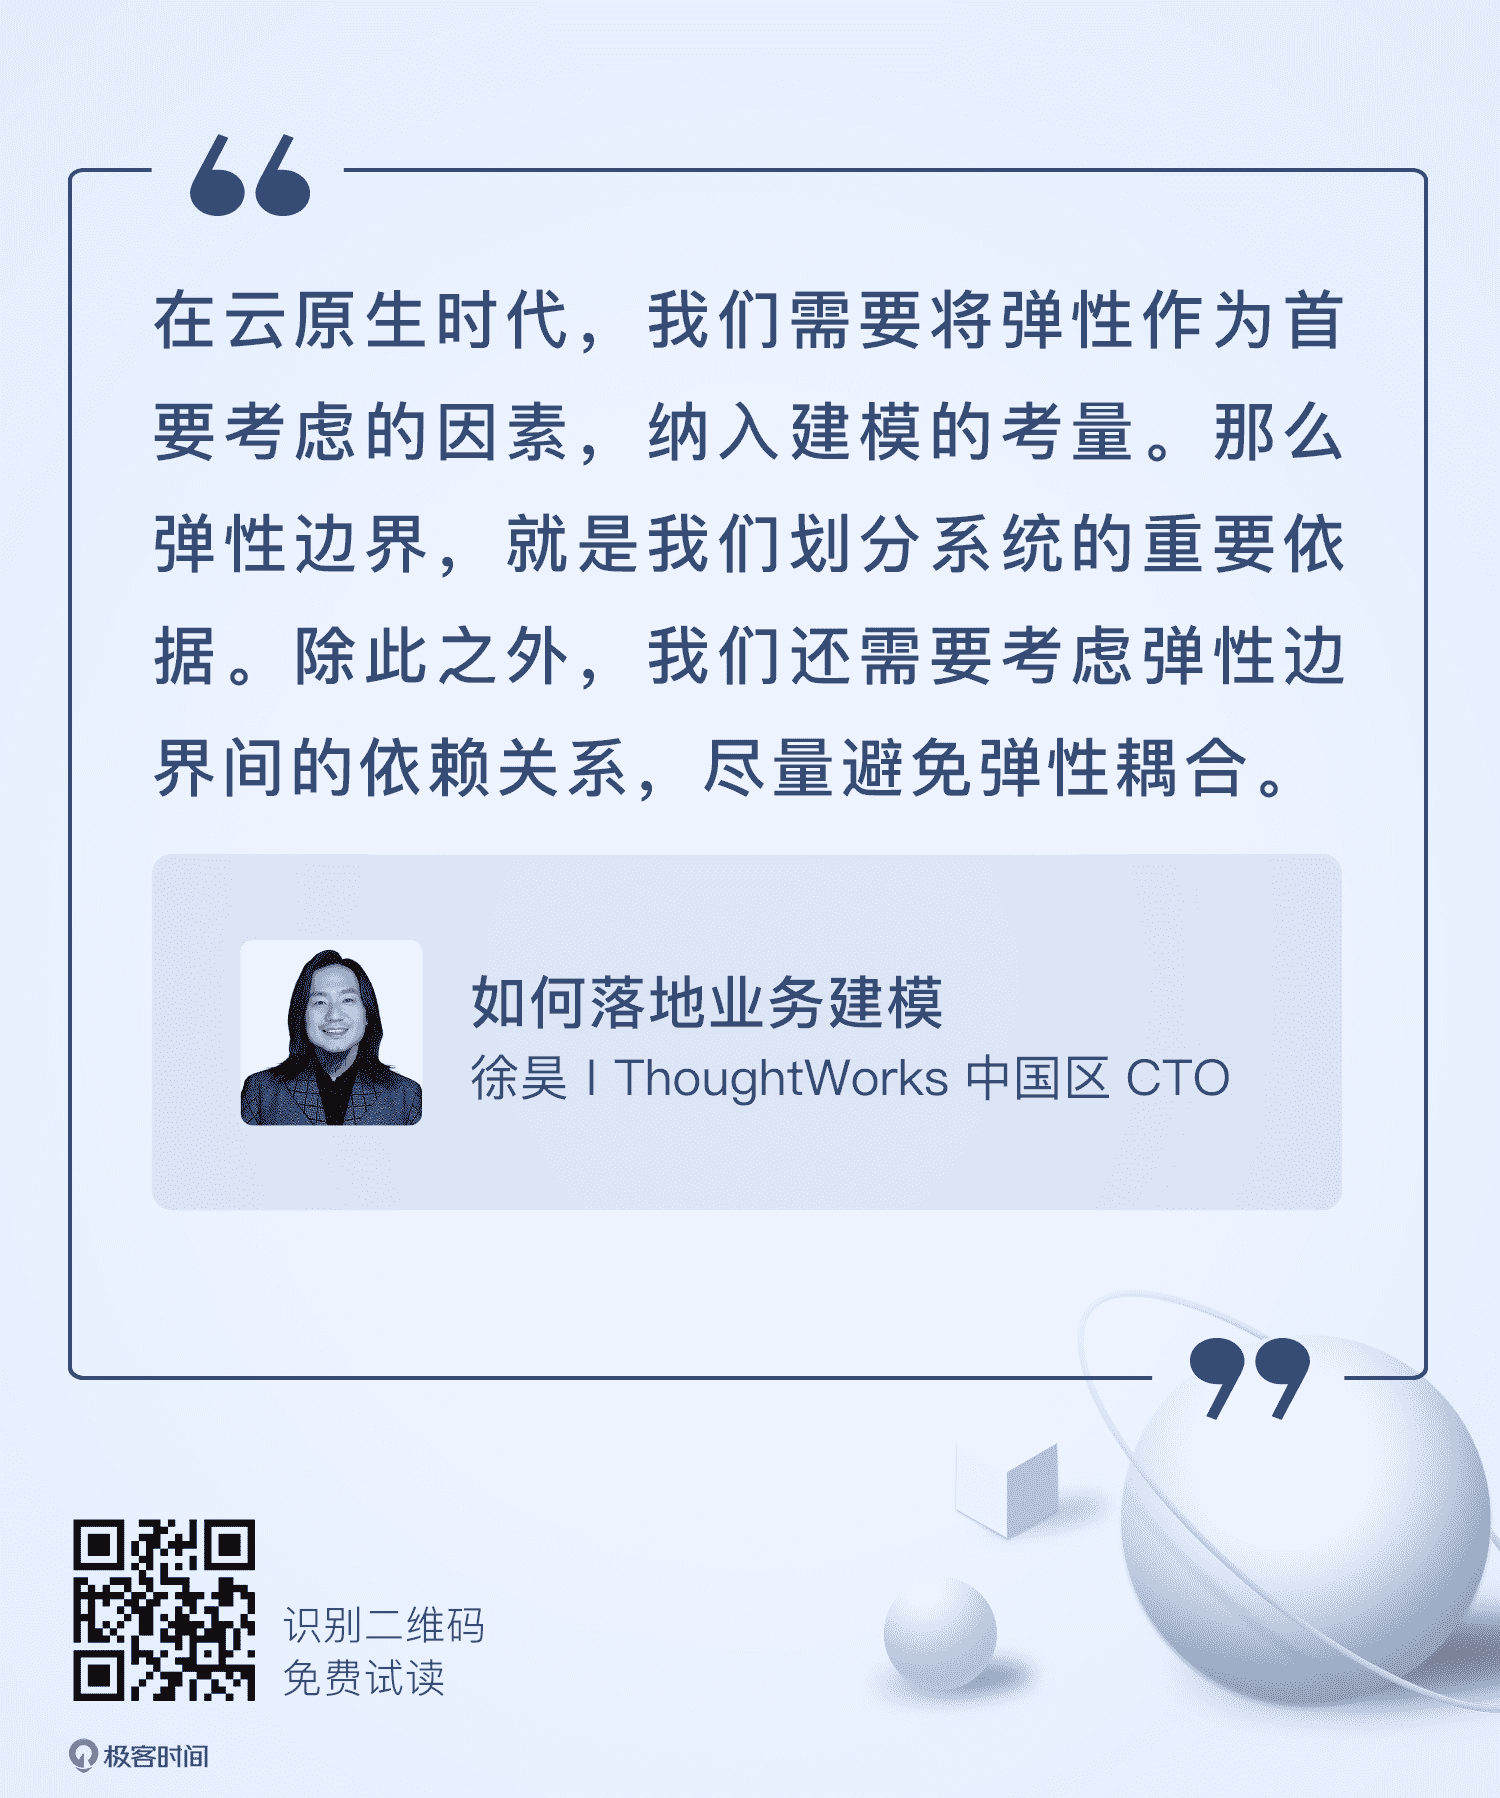 在云原生时代，我们需要将弹性作为首
要考虑的因素，纳入建模的考量。那么
弹性边界，就是我们划分系统的重要依
据。除此之外，我们还需要考虑弹性边
界间的依赖关系，尽量避免弹性耦合。
如何落地业务建模
徐昊 | ThoughtWorks 中国区 CTO
识别二维码
免费试读
极客时间